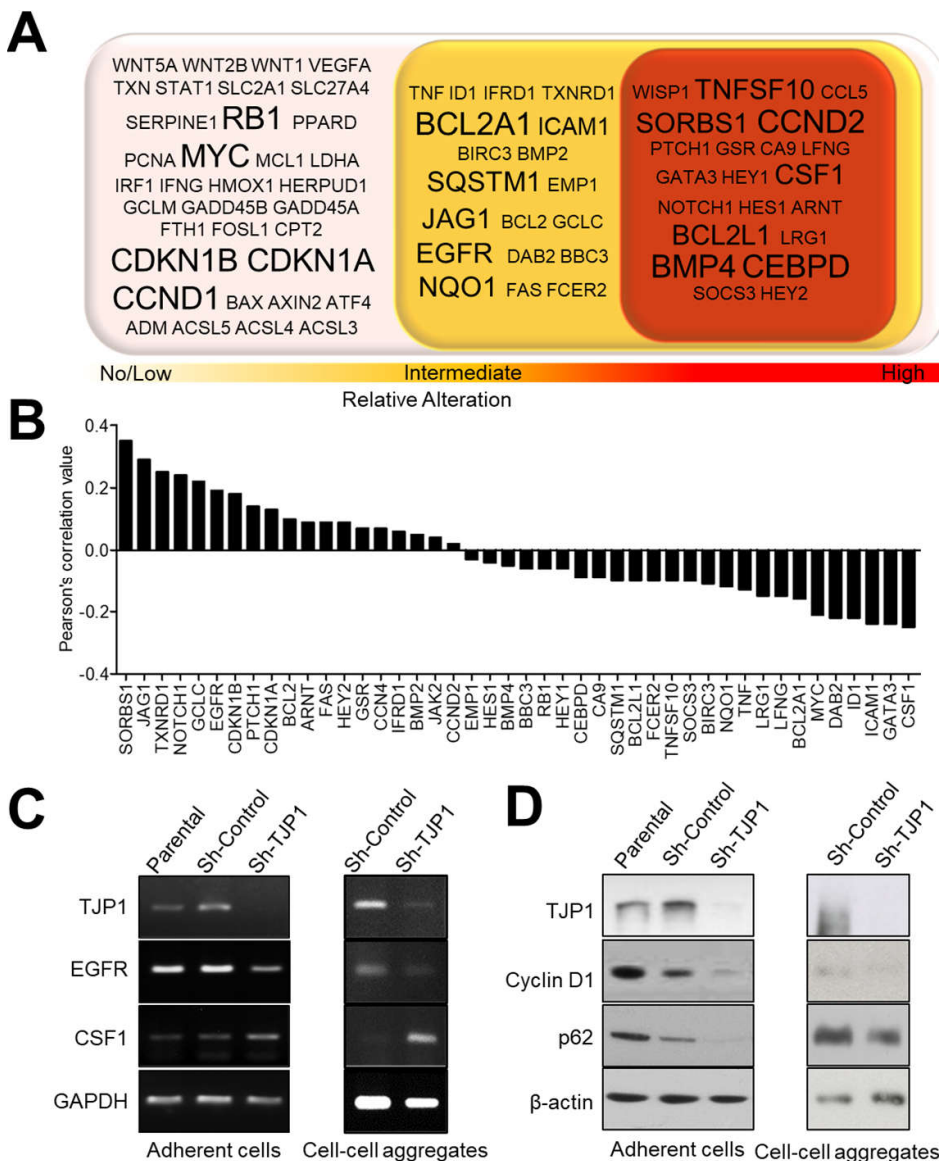 A
WNT5A WNT2B WNT1 VEGFA
TXN STAT1 SLC2A1 SLC27A4
SERPINE1 RB1 PPARD
PCNA MYC MCL1 LDHA
IRF1 IFNG HMOX1 HERPUD1
GCLM GADD45B GADD45A
FTH1 FOSL1 CPT2
CDKN1B CDKN1A
CCND1 BAX AXIN2 ATF4
ADM ACSL5 ACSL4 ACSL3
TNF ID1 IFRD1 TXNRD1
BCL2A1 ICAM1
BIRC3 BMP2
SQSTM1 EMP1
JAG1 BCL2 GCLC
EGFR DAB2 BBC3
NQO1 FAS FCER2
WISP1 TNFSF10 CCL5
SORBS1 CCND2
PTCH1 GSR CA9 LFNG
GATA3 HEY1 CSF1
NOTCH1 HES1 ARNT
BCL2L1 LRG1
BMP4 CEBPD
SOCS3 HEY2
No/Low Intermediate High
Relative Alteration
B
Pearson's correlation value
0.4
0.2
0.0
-0.2
-0.4
SORBS1
JAG1
TXNRD1
NOTCH1
GCLC
EGFR
CDKN1B
PTCH1
CDKN1A
BCL2
ARNT
FAS
HEY2
GSR
CCN4
IFRD1
BMP2
JAK2
CCND2
EMP1
HES1
BMP4
BBC3
RB1
HEY1
CEBPD
CA9
SQSTM1
BCL2L1
FCER2
TNFSF10
SOCS3
BIRC3
NQO1
TNF
LRG1
LFNG
BCL2A1
MYC
DAB2
ID1
ICAM1
GATA3
CSF1
C
Parental
Sh-Control
Sh-TJP1
Sh-Control
Sh-TJP1
TJP1
EGFR
CSF1
GAPDH
Adherent cells
Cell-cell aggregates
D
Parental
Sh-Control
Sh-TJP1
Sh-Control
Sh-TJP1
TJP1
Cyclin D1
p62
β-actin
Adherent cells
Cell-cell aggregates